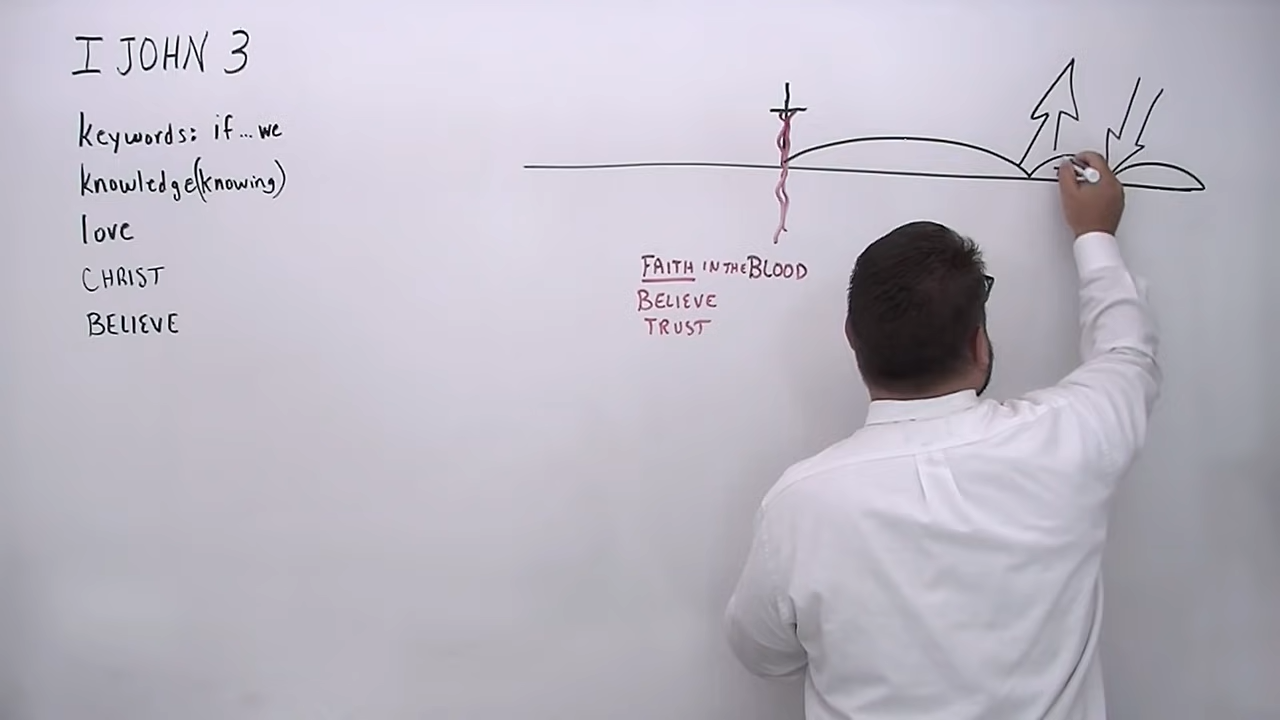 I JOHN 3
keywords: if...we
knowledge(knowing)
love
CHRIST
BELIEVE
FAITH IN THE BLOOD
BELIEVE
TRUST